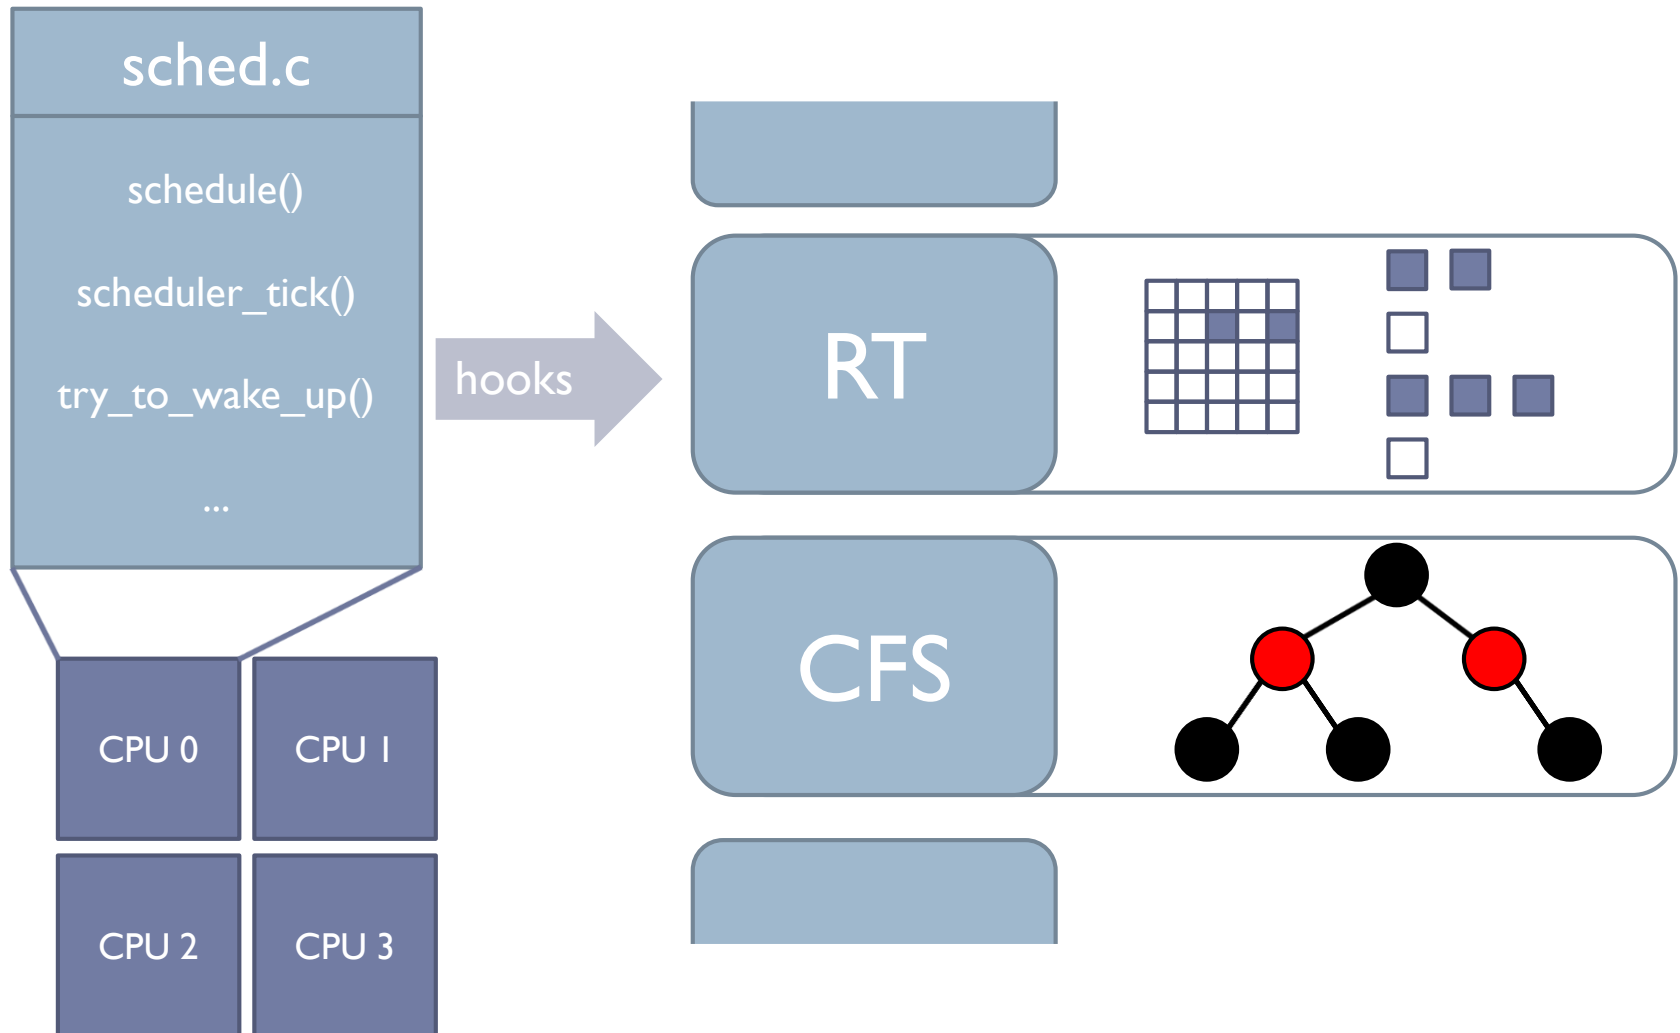 sched.c
schedule()
scheduler_tick()
try_to_wake_up()
...
hooks
RT
CFS
CPU 0
CPU 1
CPU 2
CPU 3